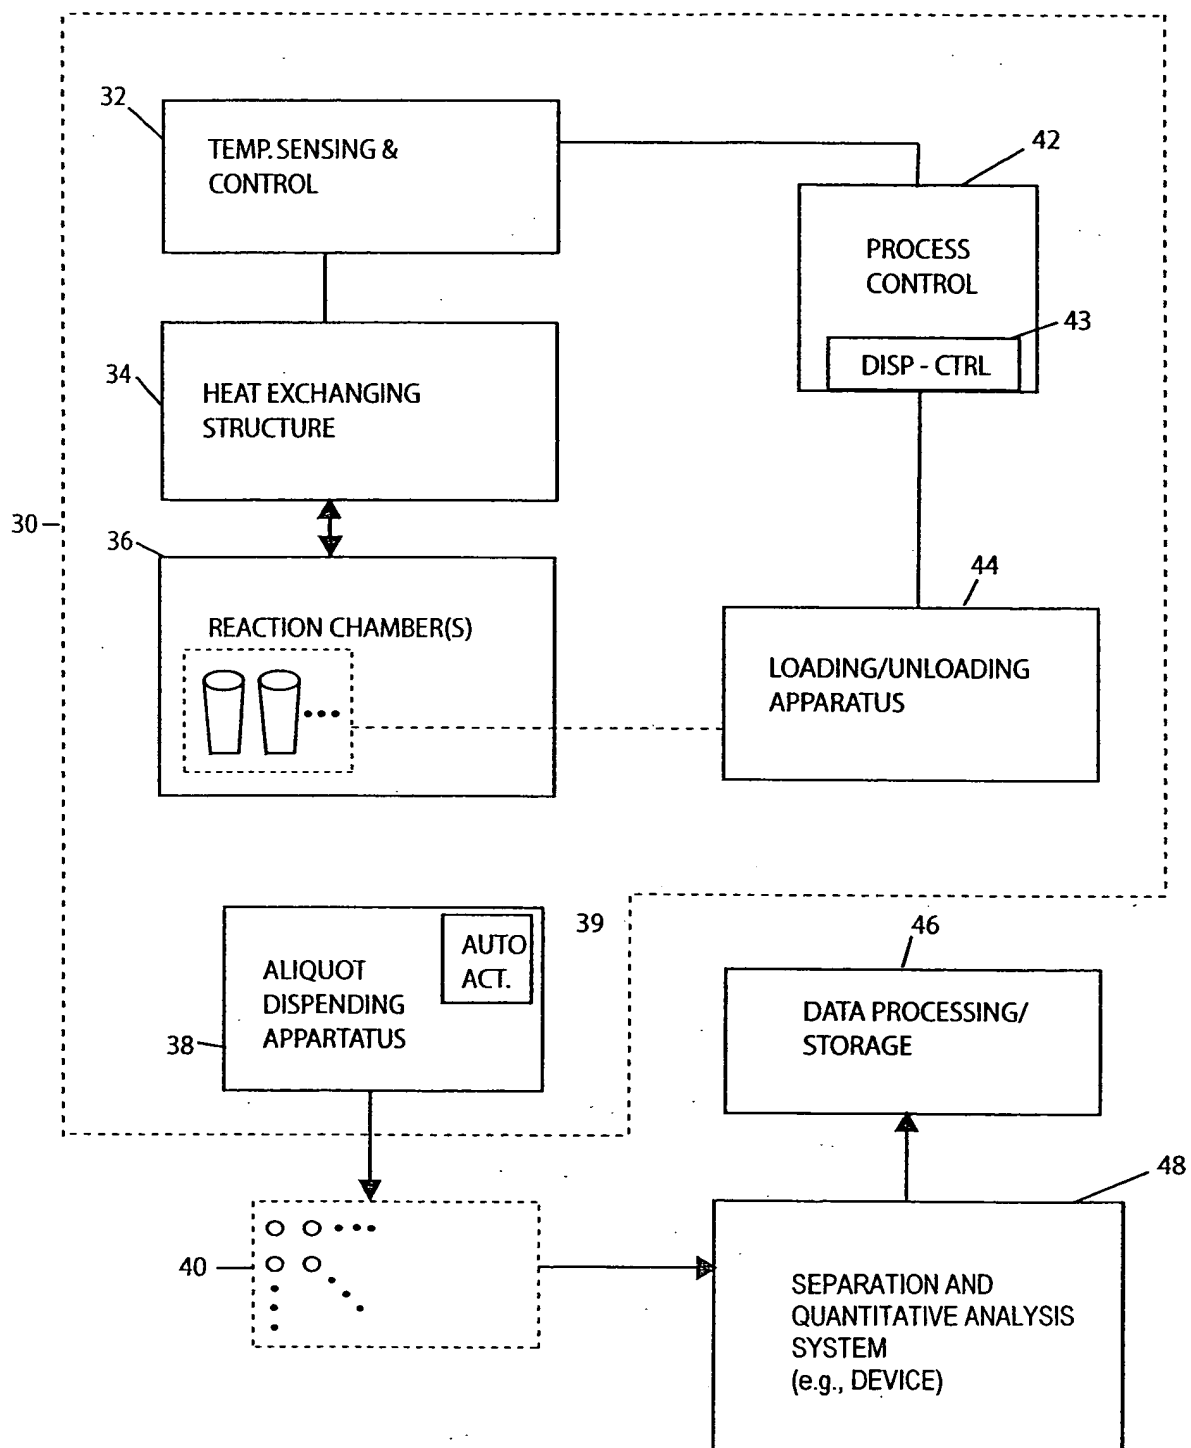 32
TEMP. SENSING &
CONTROL
42
PROCESS
CONTROL
43
DISP - CTRL
34
HEAT EXCHANGING
STRUCTURE
30
36
REACTION CHAMBER(S)
44
LOADING/UNLOADING
APPARATUS
39
AUTO
ACT.
ALIQUOT
DISPENDING
APPARTATUS
38
46
DATA PROCESSING/
STORAGE
48
40
SEPARATION AND
QUANTITATIVE ANALYSIS
SYSTEM
(e.g., DEVICE)